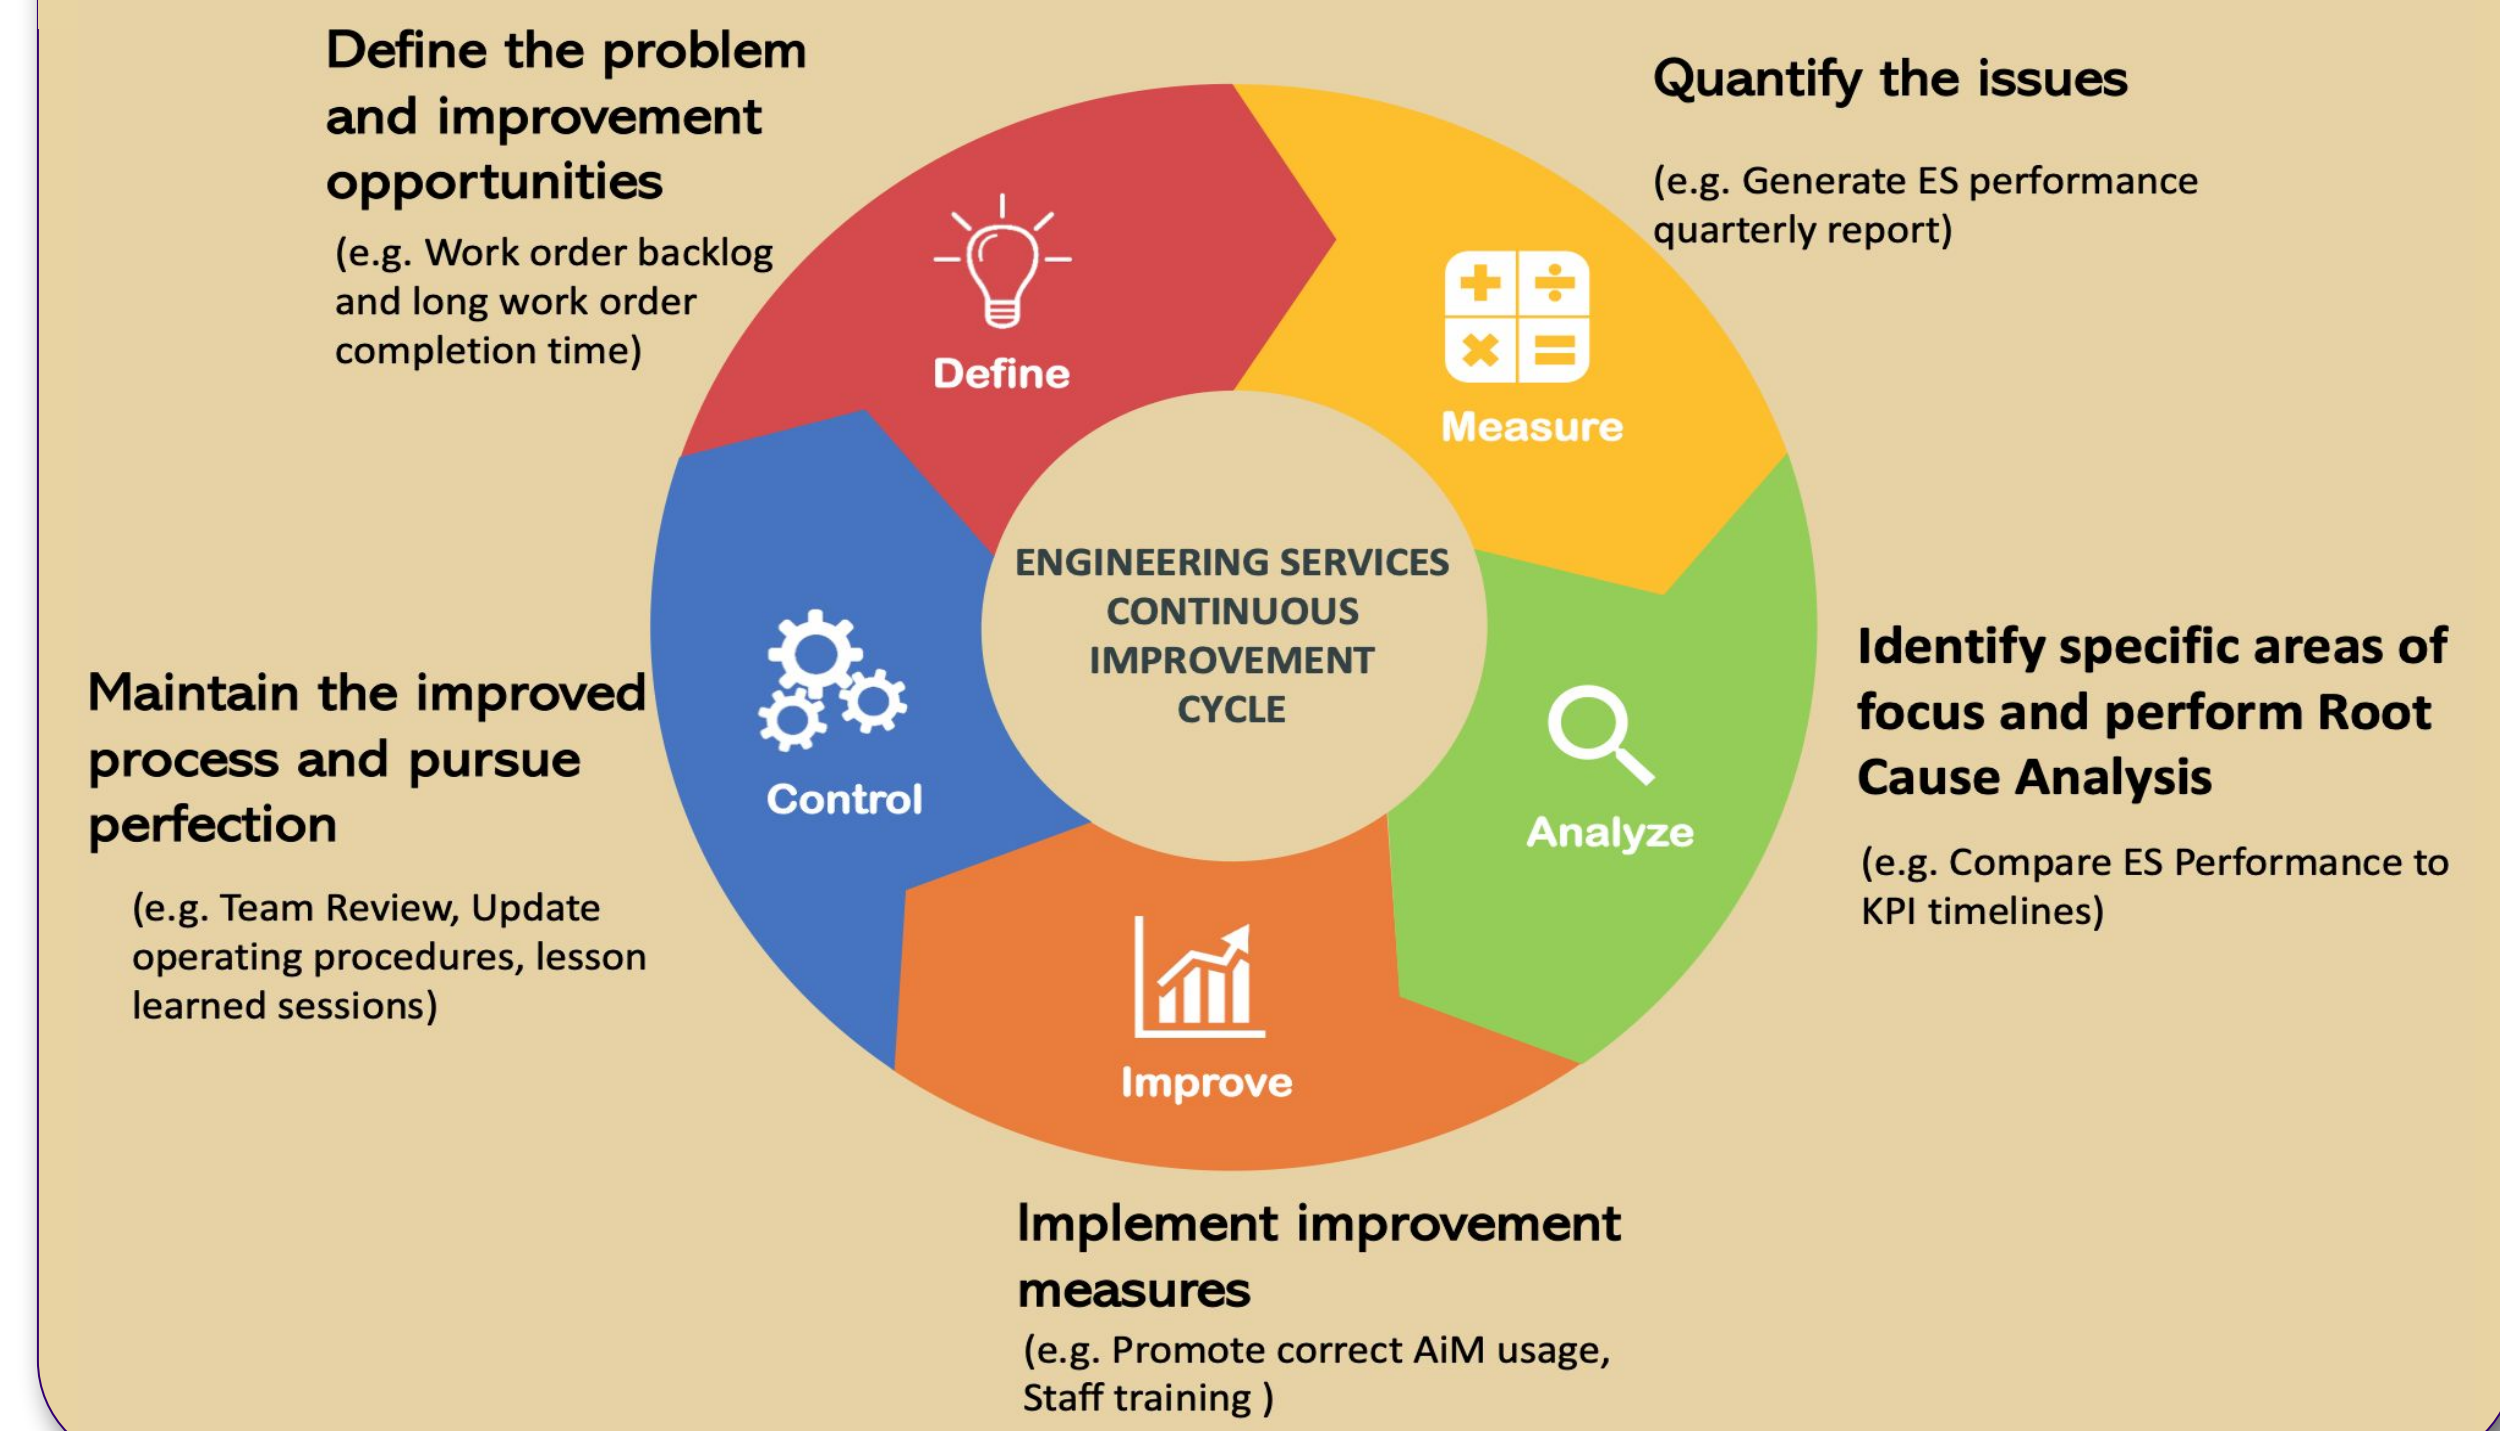 Define the problem
and improvement
opportunities
(e.g. Work order backlog
and long work order
completion time)
Define
Quantify the issues
(e.g. Generate ES performance
quarterly report)
Measure
ENGINEERING SERVICES
CONTINUOUS
IMPROVEMENT
CYCLE
Identify specific areas of
focus and perform Root
Cause Analysis
(e.g. Compare ES Performance to
KPI timelines)
Analyze
Maintain the improved
process and pursue
perfection
(e.g. Team Review, Update
operating procedures, lesson
learned sessions)
Control
Improve
Implement improvement
measures
(e.g. Promote correct AiM usage,
Staff training )